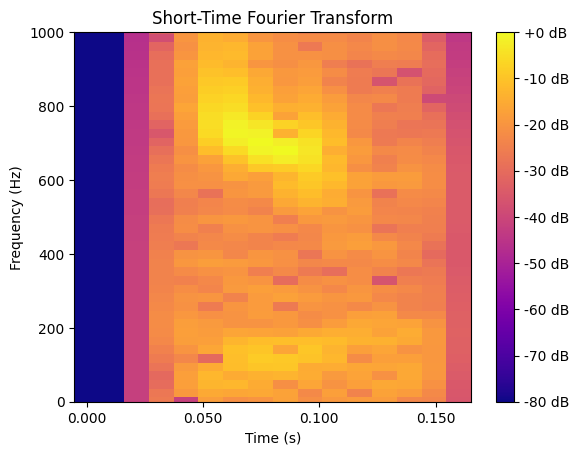 Short-Time Fourier Transform
1000
800
600
400
200
0
Frequency (Hz)
0.000
0.050
0.100
0.150
Time (s)
+0 dB
-10 dB
-20 dB
-30 dB
-40 dB
-50 dB
-60 dB
-70 dB
-80 dB